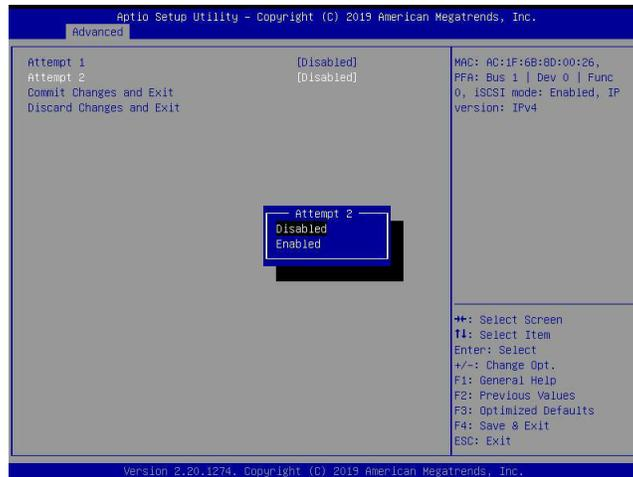 Aptio Setup Utility – Copyright (C) 2019 American Megatrends, Inc.
Advanced
Attempt 1 [Disabled]
Attempt 2 [Disabled]
Commit Changes and Exit
Discard Changes and Exit
MAC: AC:1F:6B:8D:00:26,
PFA: Bus 1 | Dev 0 | Func
0, iSCSI mode: Enabled, IP
version: IPv4
Attempt 2
Disabled
Enabled
→←: Select Screen
↑↓: Select Item
Enter: Select
+/-: Change Opt.
F1: General Help
F2: Previous Values
F3: Optimized Defaults
F4: Save & Exit
ESC: Exit
Version 2.20.1274. Copyright (C) 2019 American Megatrends, Inc.